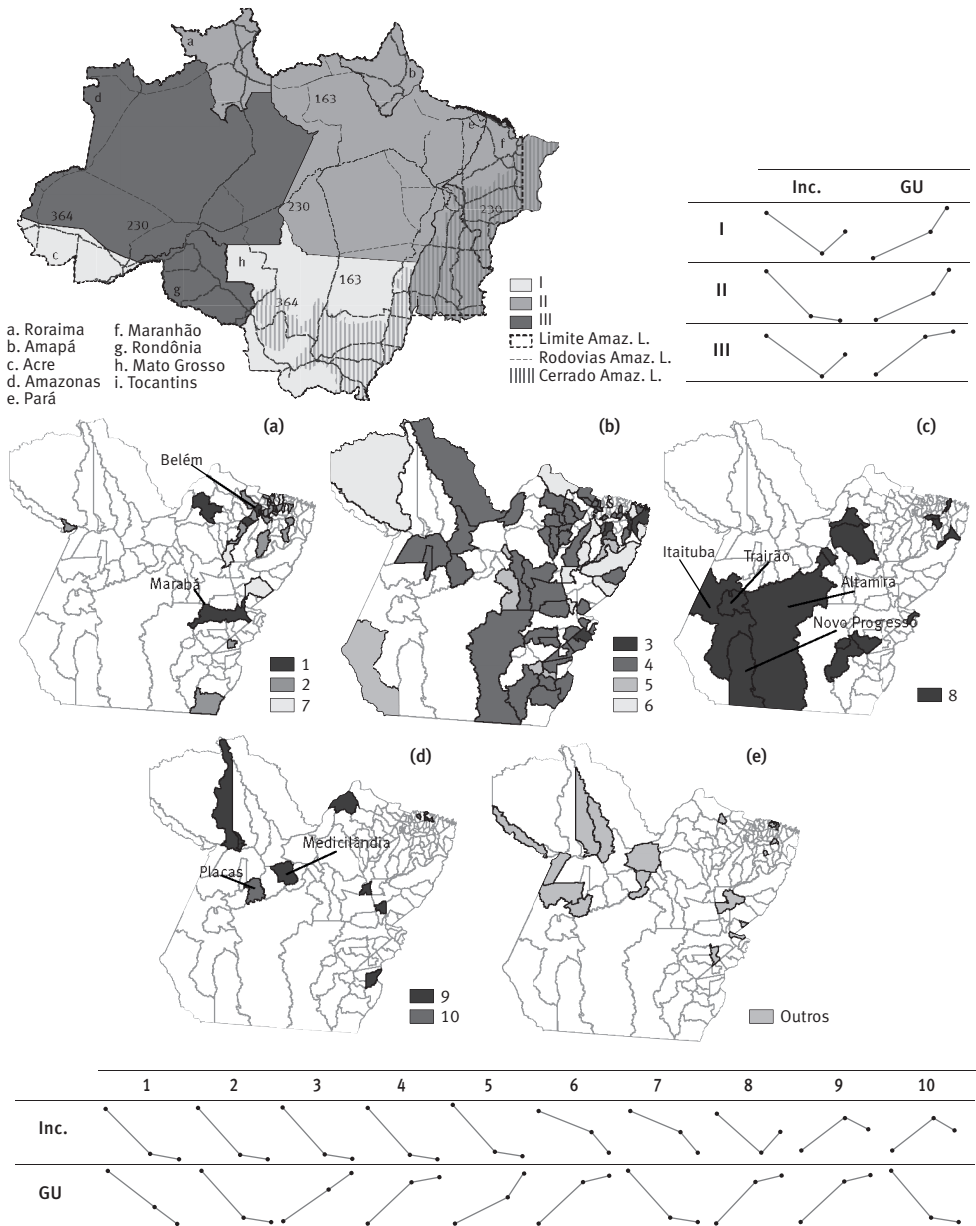 a
b
163
d
e
f
364
230
230
230
c
h
163
g
364
a. Roraima
b. Amapá
c. Acre
d. Amazonas
e. Pará
f. Maranhão
g. Rondônia
h. Mato Grosso
i. Tocantins
I
II
III
Limite Amaz. L.
Rodovias Amaz. L.
Cerrado Amaz. L.
Inc. GU
I
II
III
(a)
Belém
Marabá
1
2
7
(b)
3
4
5
6
(c)
Itaituba
Trairão
Altamira
Novo Progesso
8
(d)
Medicilândia
Placas
9
10
(e)
Outros
1 2 3 4 5 6 7 8 9 10
Inc.
GU